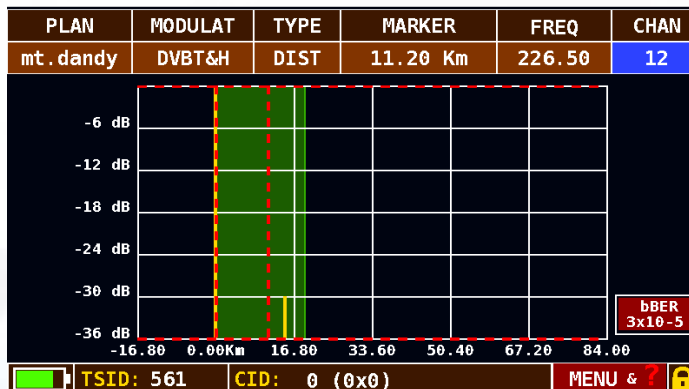 PLAN MODULAT TYPE MARKER FREQ CHAN
mt.dandy DVBT&H DIST 11.20 Km 226.50 12
-6 dB
-12 dB
-18 dB
-24 dB
-30 dB
bBER
3x10-5
-36 dB
-16.80 0.00Km 16.80 33.60 50.40 67.20 84.00
TSID: 561 CID: 0 (0x0) MENU & ?